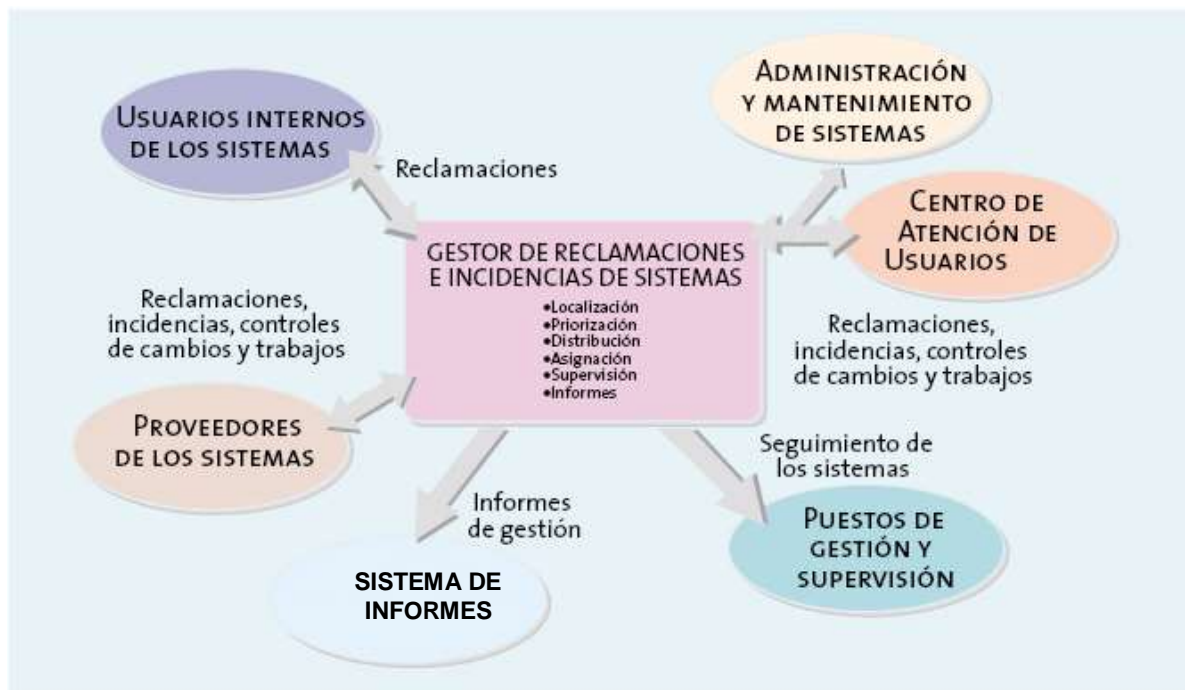 USUARIOS INTERNOS
DE LOS SISTEMAS
ADMINISTRACIÓN
Y MANTENIMIENTO
DE SISTEMAS
Reclamaciones
CENTRO DE
ATENCIÓN DE
USUARIOS
GESTOR DE RECLAMACIONES
E INCIDENCIAS DE SISTEMAS
•Localización
•Priorización
•Distribución
•Asignación
•Supervisión
•Informes
Reclamaciones,
incidencias, controles
de cambios y trabajos
Reclamaciones,
incidencias, controles
de cambios y trabajos
PROVEEDORES
DE LOS SISTEMAS
Seguimiento de
los sistemas
Informes
de gestión
PUESTOS DE
GESTIÓN Y
SUPERVISIÓN
SISTEMA DE
INFORMES